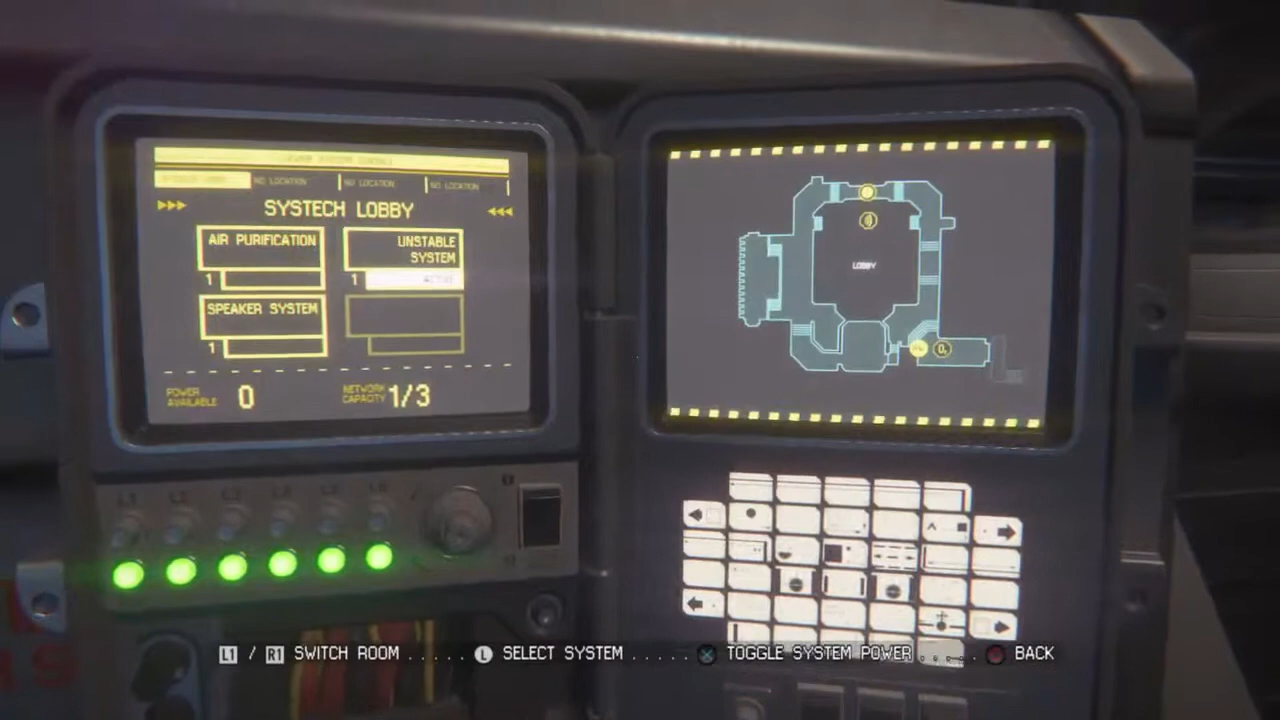 NO LOCATION
NO LOCATION
NO LOCATION
SYSTECH LOBBY
AIR PURIFICATION
1
UNSTABLE
SYSTEM
1
SPEAKER SYSTEM
1
POWER
AVAILABLE
0
NETWORK
CAPACITY
1/3
LOBBY
L1 / R1 SWITCH ROOM ..... L SELECT SYSTEM ..... TOGGLE SYSTEM POWER ..... BACK